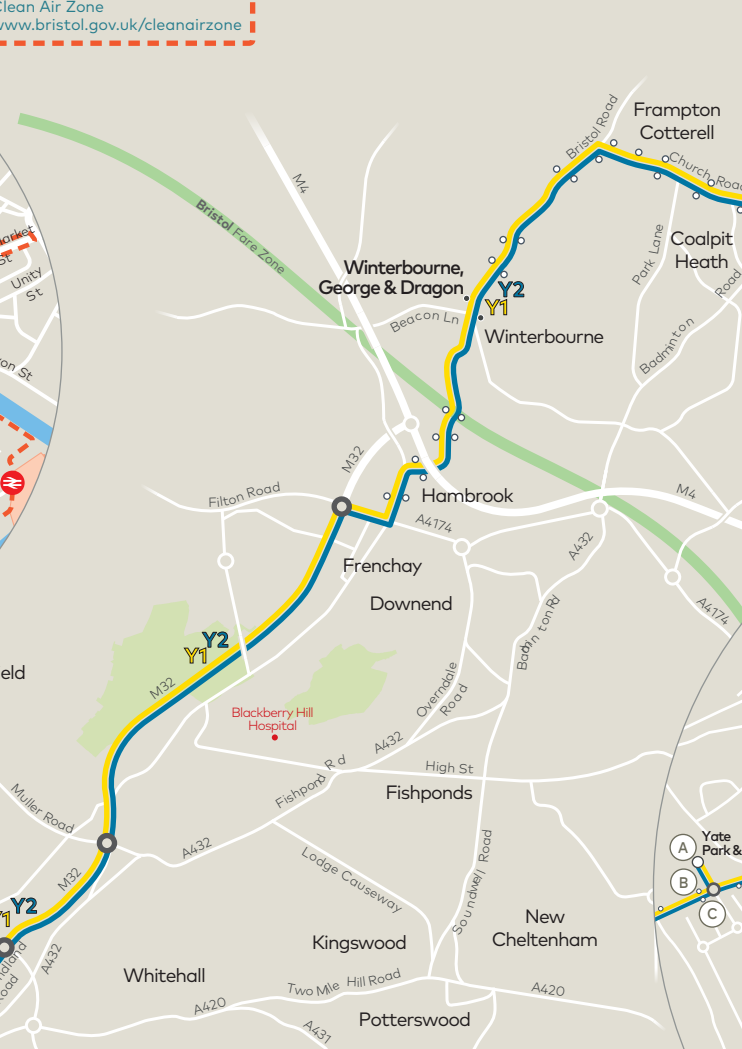 Clean Air Zone
www.bristol.gov.uk/cleanairzone
Frampton
Cotterell
Bristol Road
Church Road
M4
Bristol Fare Zone
Unity
St
St
Coalpit
Heath
Park Lane
Road
Badminton
Winterbourne,
George & Dragon
Y2
Y1
Beacon Ln
Winterbourne
M32
Filton Road
Hambrook
A4174
M4
A432
Frenchay
Downend
Badminton Rd
A4174
Y2
Y1
M32
Overndale
Road
Blackberry Hill
Hospital
A432
Fishpond Rd
High St
Fishponds
Muller Road
A432
M32
Lodge Causeway
Soundwell Road
Yate
Park &
A
B
C
Y2
Y1
New
Cheltenham
Kingswood
A432
Road
Whitehall
Two Mile Hill Road
A420
A420
A431
Potterswood